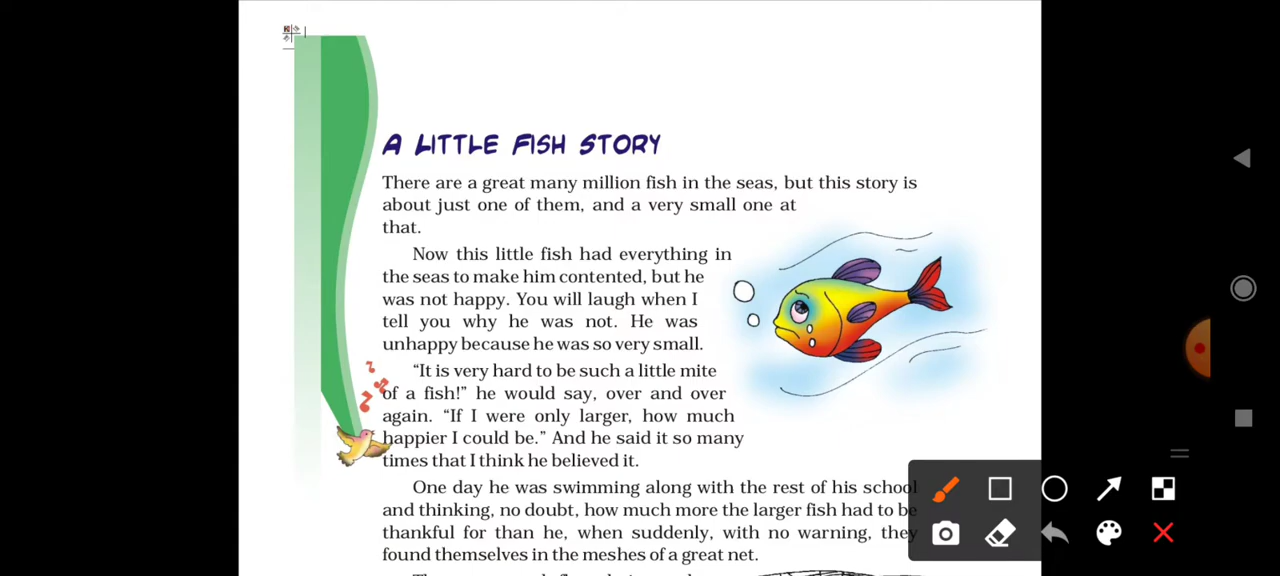 A LITTLE FISH STORY
There are a great many million fish in the seas, but this story is
about just one of them, and a very small one at
that.
Now this little fish had everything in
the seas to make him contented, but he
was not happy. You will laugh when I
tell you why he was not. He was
unhappy because he was so very small.
“It is very hard to be such a little mite
of a fish!” he would say, over and over
again. “If I were only larger, how much
happier I could be.” And he said it so many
times that I think he believed it.
One day he was swimming along with the rest of his school
and thinking, no doubt, how much more the larger fish had to be
thankful for than he, when suddenly, with no warning, they
found themselves in the meshes of a great net.